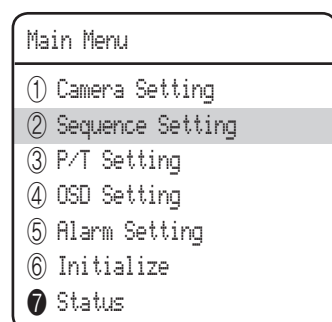 Main Menu
① Camera Setting
② Sequence Setting
③ P/T Setting
④ OSD Setting
⑤ Alarm Setting
⑥ Initialize
❼ Status